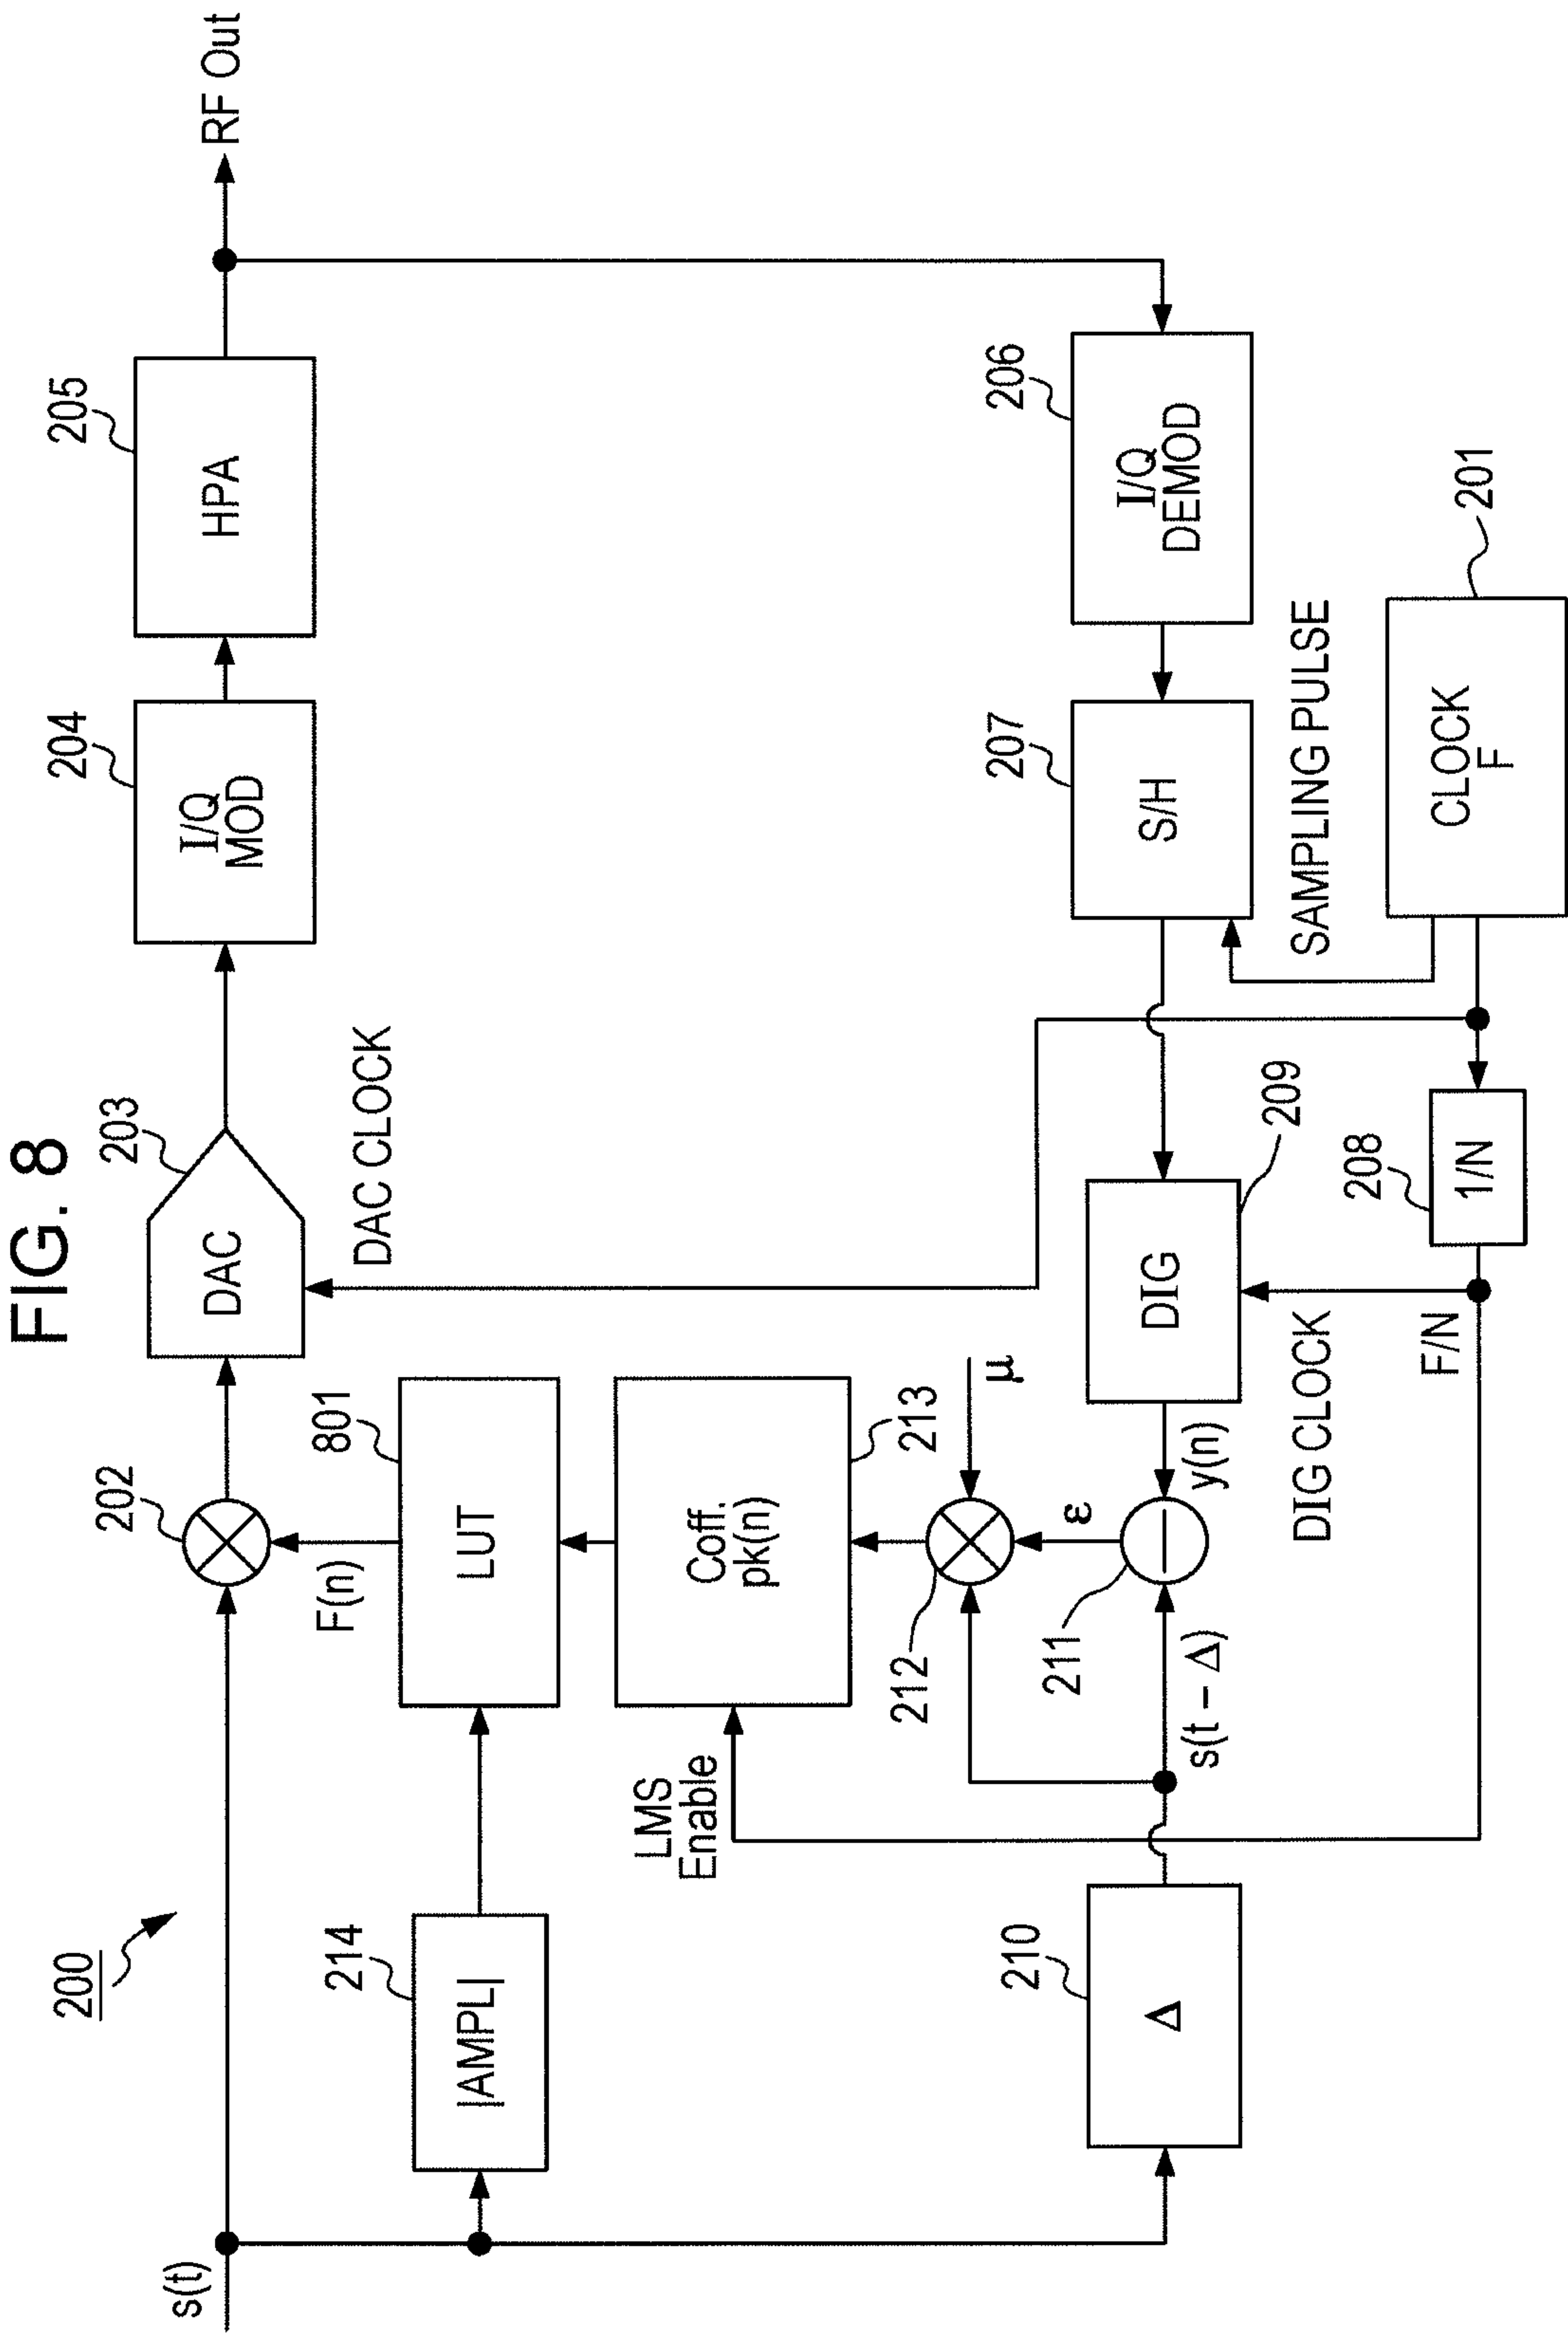 FIG. 8
200
s(t)
202
203
DAC
204
I/Q
MOD
205
HPA
RF Out
DAC CLOCK
F(n)
801
LUT
214
|AMPL|
LMS
Enable
Coff.
pk(n)
213
μ
212
ε
211
s(t – Δ)
y(n)
210
Δ
DIG
209
DIG CLOCK
207
S/H
206
I/Q
DEMOD
SAMPLING PULSE
F/N
208
1/N
CLOCK
F
201